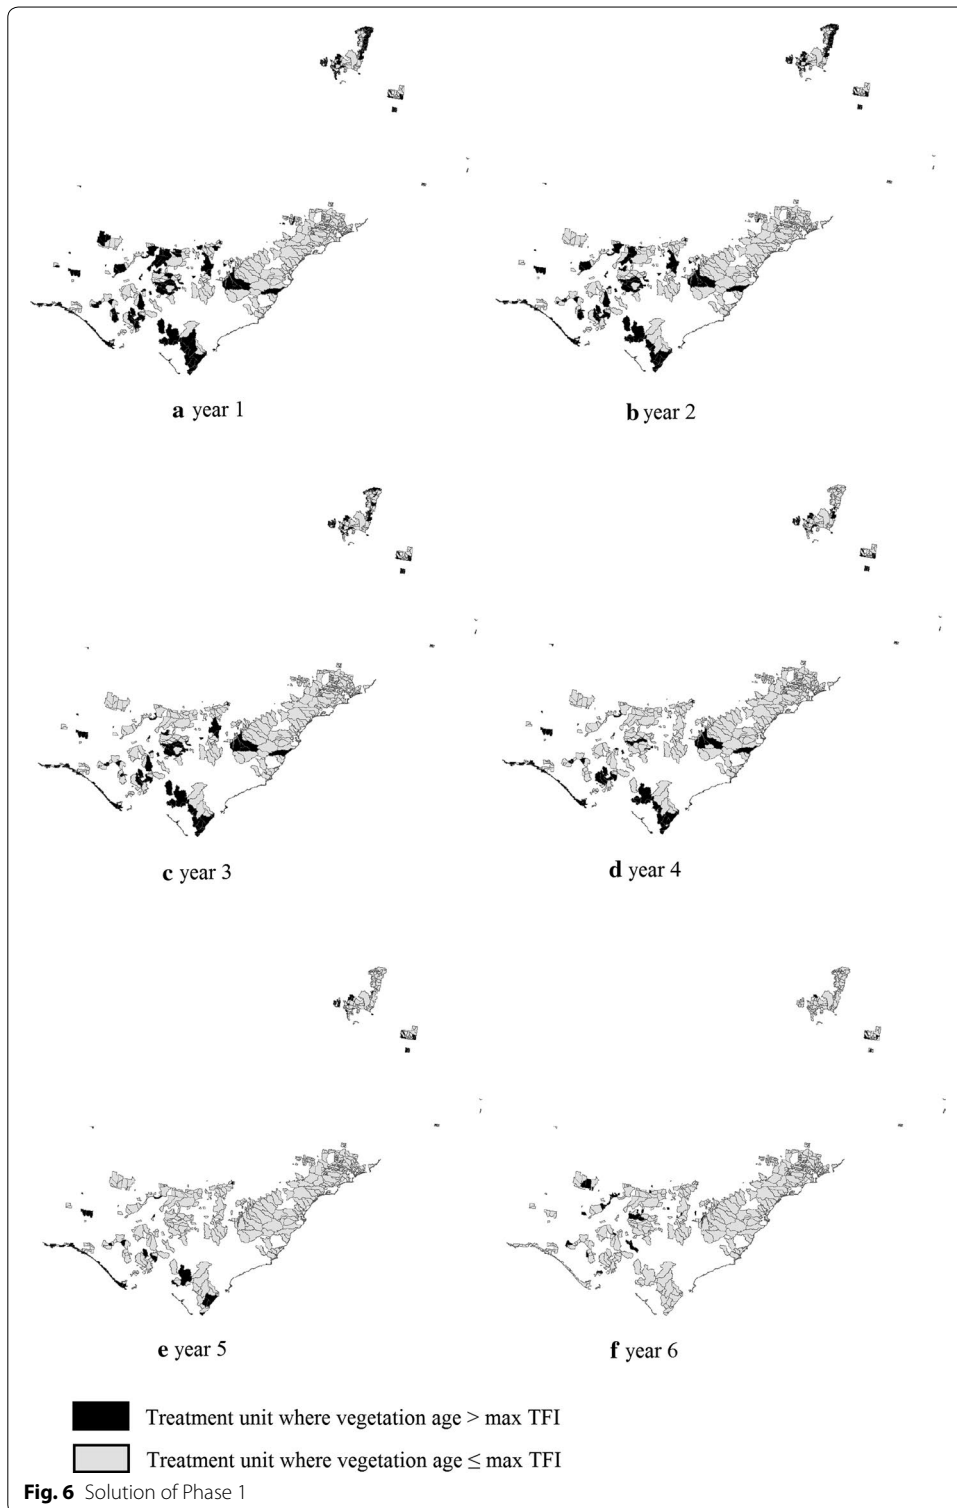 a year 1
b year 2
c year 3
d year 4
e year 5
f year 6
Treatment unit where vegetation age > max TFI
Treatment unit where vegetation age ≤ max TFI
Fig. 6 Solution of Phase 1